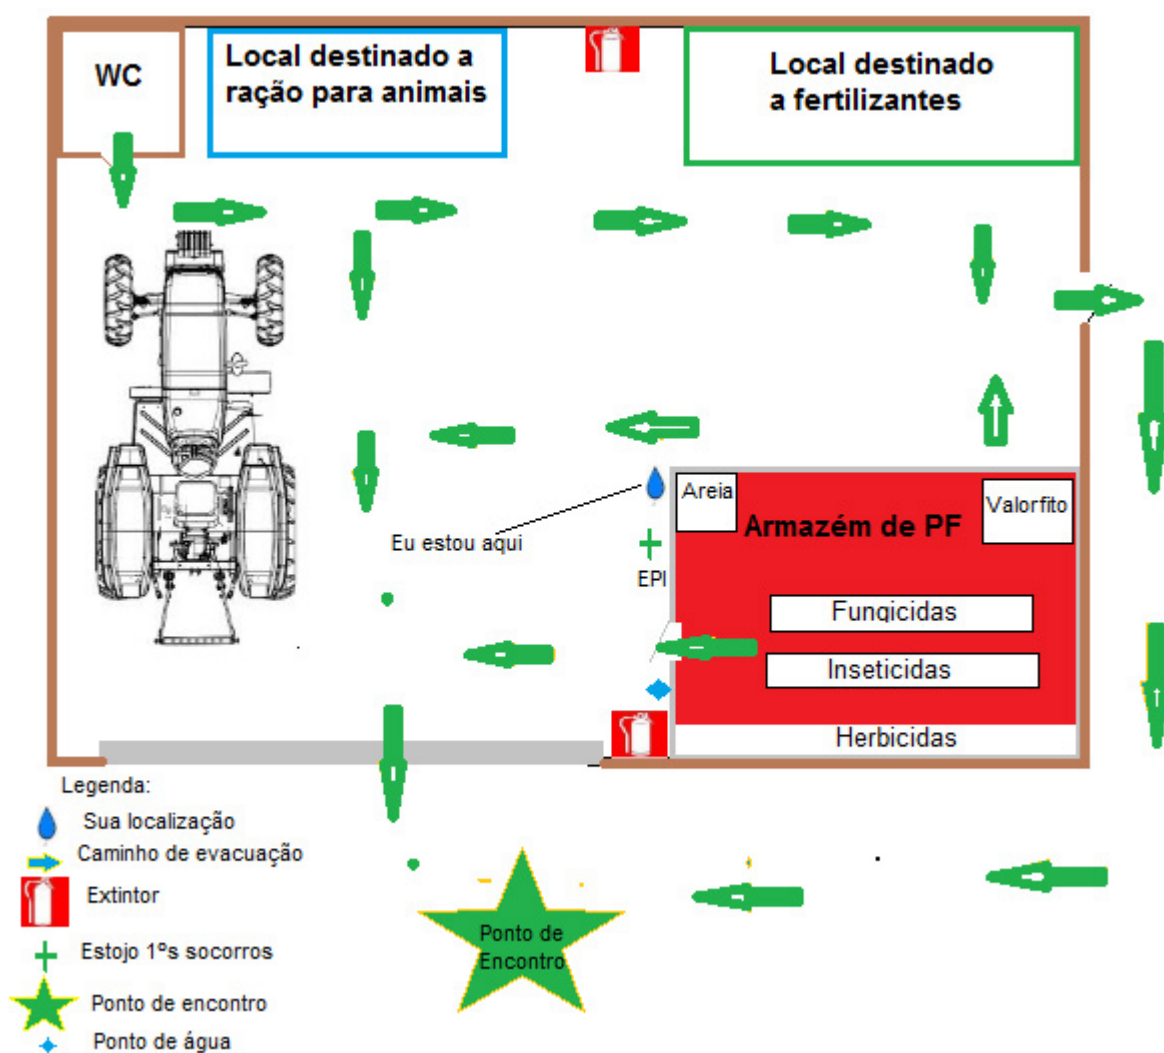 WC
Local destinado a
ração para animais
Local destinado
a fertilizantes
Areia
Valorfito
Armazém de PF
Eu estou aqui
EPI
Fungicidas
Inseticidas
Herbicidas
Legenda:
Sua localização
Caminho de evacuação
Extintor
Estojo 1ºs socorros
Ponto de encontro
Ponto de água
Ponto de
Encontro